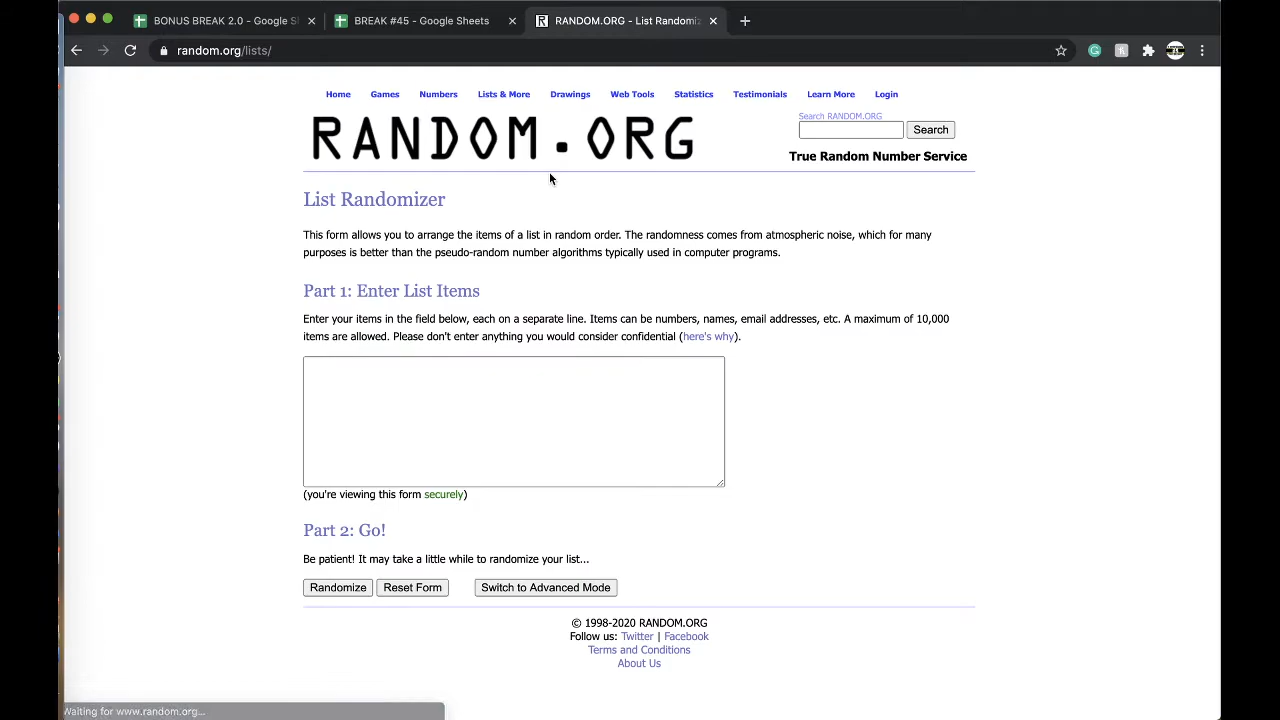 BONUS BREAK 2.0 - Google S
BREAK #45 - Google Sheets
RANDOM.ORG - List Randomiz
random.org/lists/
Home Games Numbers Lists & More Drawings Web Tools Statistics Testimonials Learn More Login
RANDOM.ORG
Search RANDOM.ORG
Search
True Random Number Service
List Randomizer
This form allows you to arrange the items of a list in random order. The randomness comes from atmospheric noise, which for many
purposes is better than the pseudo-random number algorithms typically used in computer programs.
Part 1: Enter List Items
Enter your items in the field below, each on a separate line. Items can be numbers, names, email addresses, etc. A maximum of 10,000
items are allowed. Please don't enter anything you would consider confidential (here's why).
(you're viewing this form securely)
Part 2: Go!
Be patient! It may take a little while to randomize your list...
Randomize Reset Form Switch to Advanced Mode
© 1998-2020 RANDOM.ORG
Follow us: Twitter | Facebook
Terms and Conditions
About Us
Waiting for www.random.org...